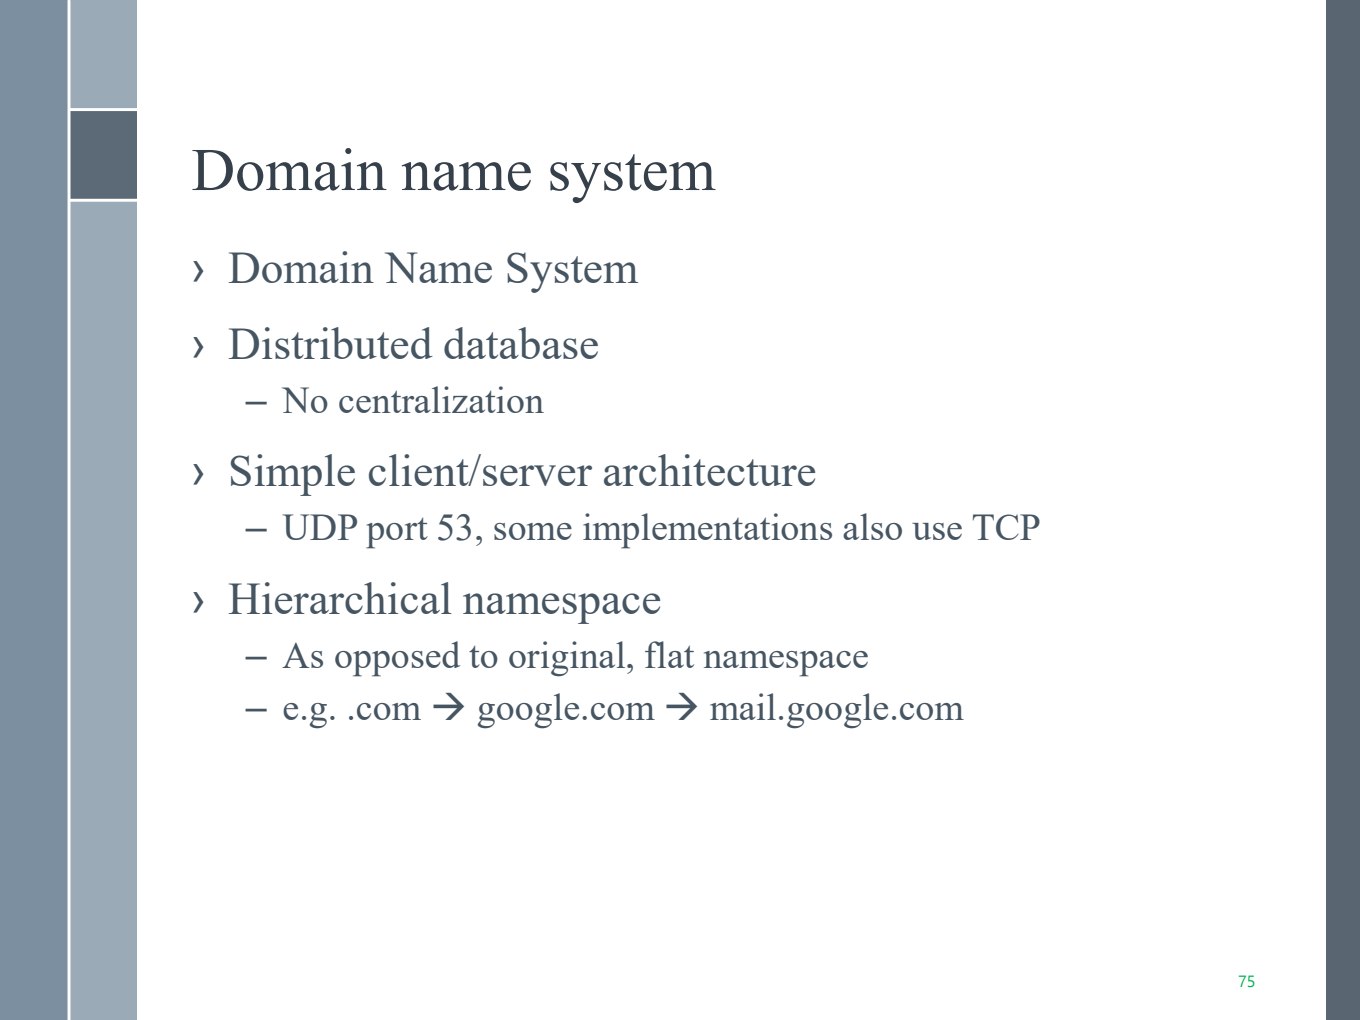 Domain name system
› Domain Name System
› Distributed database
– No centralization
› Simple client/server architecture
– UDP port 53, some implementations also use TCP
› Hierarchical namespace
– As opposed to original, flat namespace
– e.g. .com → google.com → mail.google.com
75